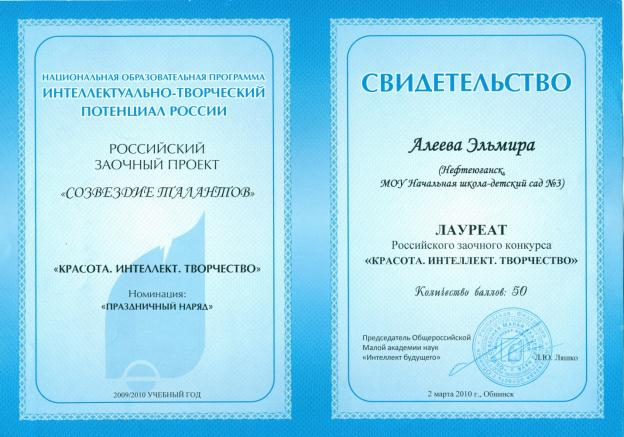 НАЦИОНАЛЬНАЯ ОБРАЗОВАТЕЛЬНАЯ ПРОГРАММА
ИНТЕЛЛЕКТУАЛЬНО-ТВОРЧЕСКИЙ
ПОТЕНЦИАЛ РОССИИ
РОССИЙСКИЙ
ЗАОЧНЫЙ ПРОЕКТ
«СОЗВЕЗДИЕ ТАЛАНТОВ»
«КРАСОТА. ИНТЕЛЛЕКТ. ТВОРЧЕСТВО»
Номинация:
«ПРАЗДНИЧНЫЙ НАРЯД»
2009/2010 УЧЕБНЫЙ ГОД
СВИДЕТЕЛЬСТВО
Алеева Эльмира
(Нефтеюганск,
МОУ Начальная школа-детский сад №3)
ЛАУРЕАТ
Российского заочного конкурса
«КРАСОТА. ИНТЕЛЛЕКТ. ТВОРЧЕСТВО»
Количество баллов: 50
Председатель Общероссийской
Малой академии наук
«Интеллект будущего»
Л.Ю. Ляшко
2 марта 2010 г., Обнинск